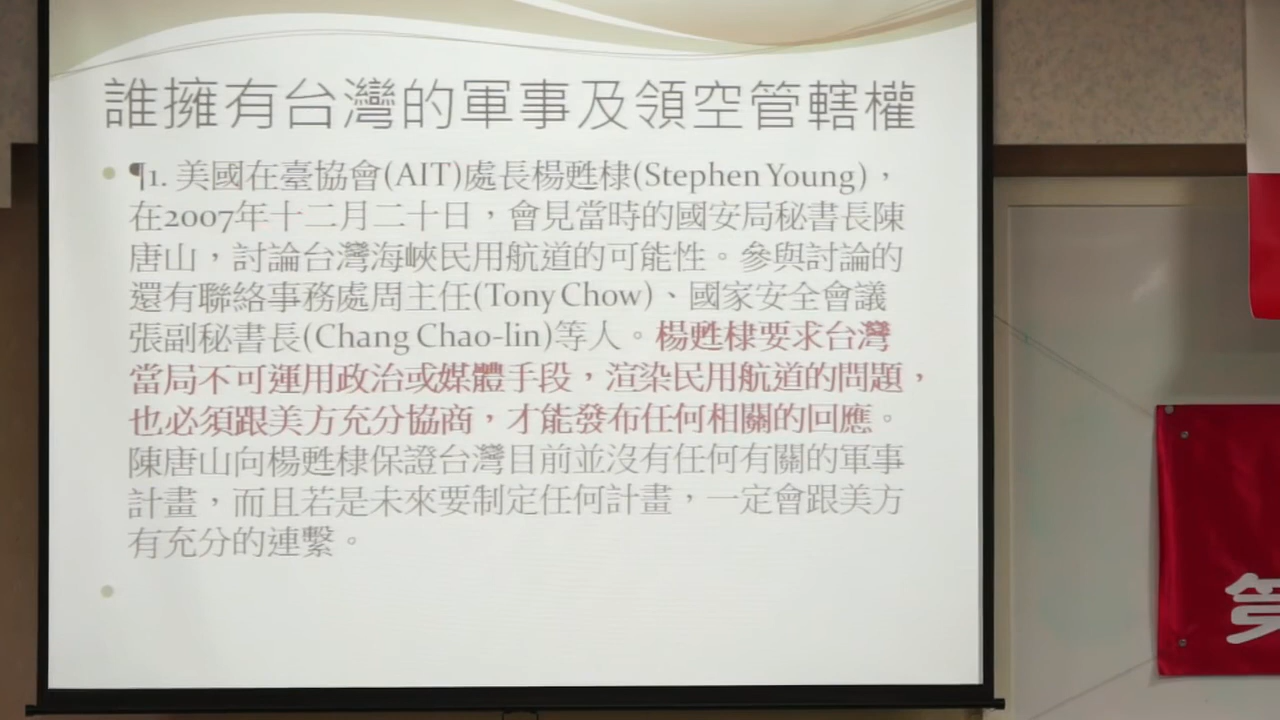 誰擁有台灣的軍事及領空管轄權
¶1. 美國在臺協會(AIT)處長楊甦棣(Stephen Young)，
在2007年十二月二十日，會見當時的國安局秘書長陳
唐山，討論台灣海峽民用航道的可能性。參與討論的
還有聯絡事務處周主任(Tony Chow)、國家安全會議
張副秘書長(Chang Chao-lin)等人。楊甦棣要求台灣
當局不可運用政治或媒體手段，渲染民用航道的問題，
也必須跟美方充分協商，才能發布任何相關的回應。
陳唐山向楊甦棣保證台灣目前並沒有任何有關的軍事
計畫，而且若是未來要制定任何計畫，一定會跟美方
有充分的連繫。
第